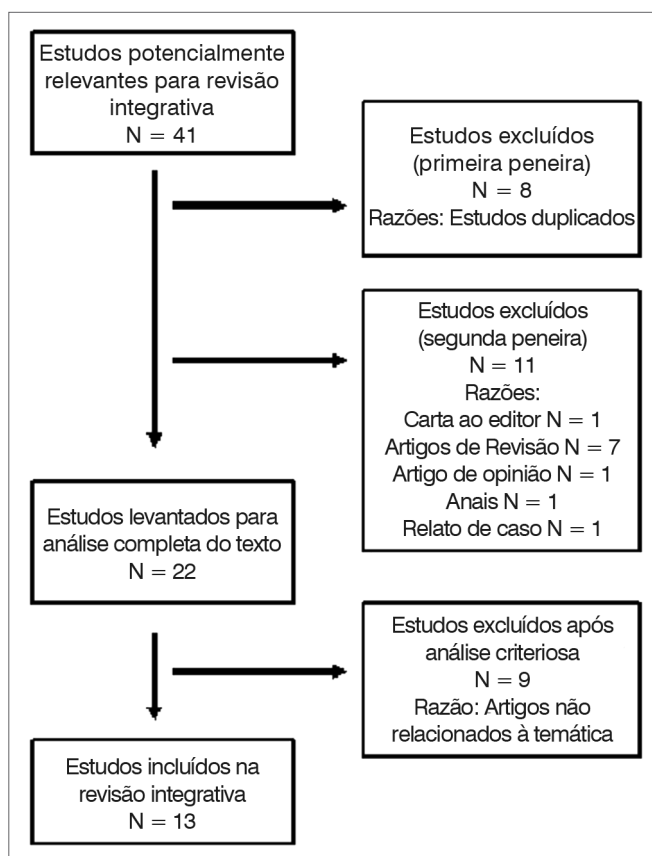 Estudos potencialmente
relevantes para revisão
integrativa
N = 41
Estudos excluídos
(primeira peneira)
N = 8
Razões: Estudos duplicados
Estudos excluídos
(segunda peneira)
N = 11
Razões:
Carta ao editor N = 1
Artigos de Revisão N = 7
Artigo de opinião N = 1
Anais N = 1
Relato de caso N = 1
Estudos levantados para
análise completa do texto
N = 22
Estudos excluídos após
análise criteriosa
N = 9
Razão: Artigos não
relacionados à temática
Estudos incluídos na
revisão integrativa
N = 13